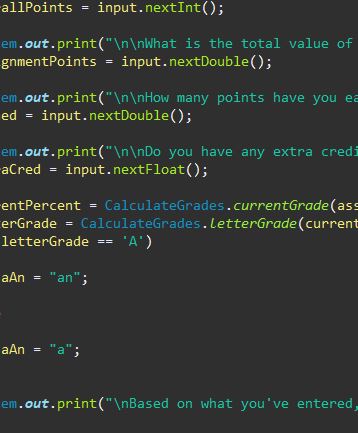 allPoints = input.nextInt();
em.out.print("\n\nWhat is the total value of
gnmentPoints = input.nextDouble();
em.out.print("\n\nHow many points have you ea
ed = input.nextDouble();
em.out.print("\n\nDo you have any extra credi
aCred = input.nextFloat();
entPercent = CalculateGrades.currentGrade(ass
erGrade = CalculateGrades.letterGrade(current
letterGrade == 'A')
aAn = "an";
aAn = "a";
em.out.print("\nBased on what you've entered,